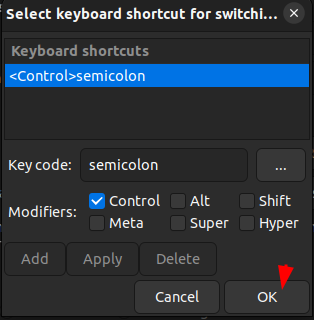 Select keyboard shortcut for switchi...
Keyboard shortcuts
<Control>semicolon
Key code: semicolon ...
Modifiers: Control Alt Shift
Meta Super Hyper
Add Apply Delete
Cancel OK